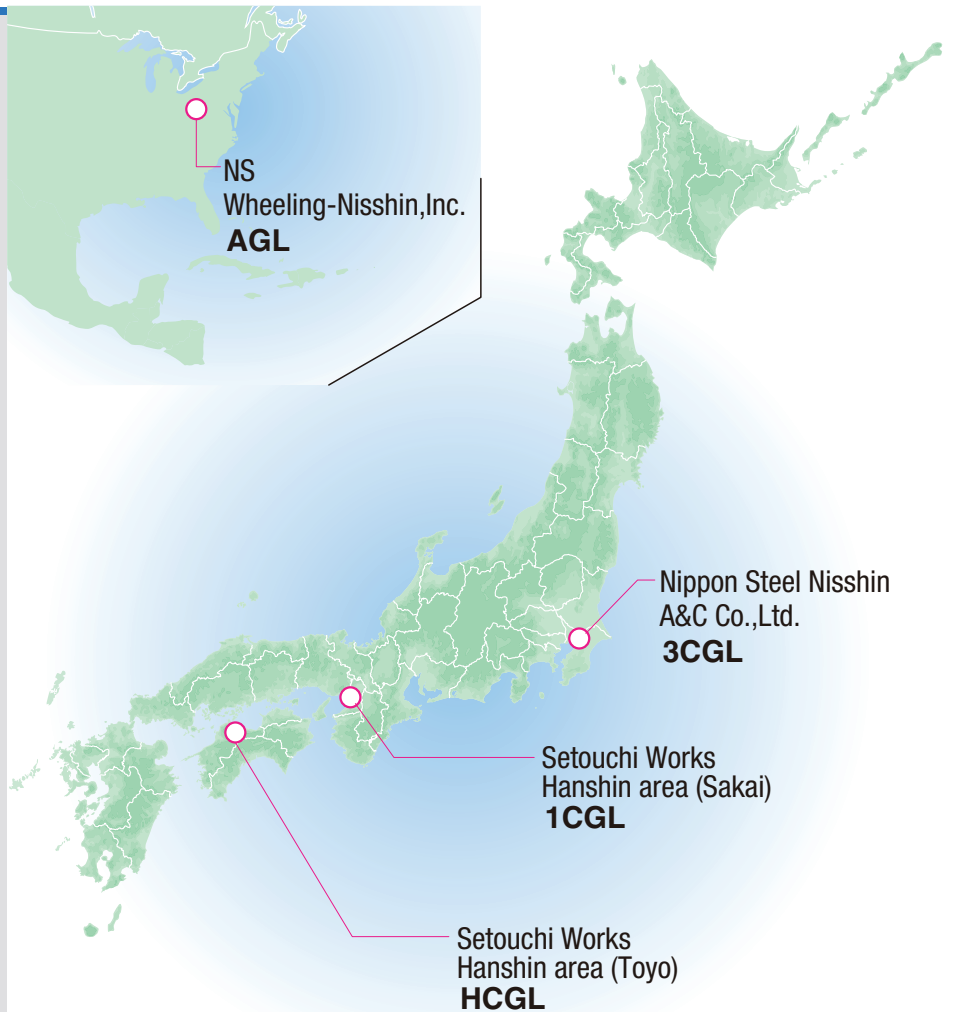 NS
Wheeling-Nisshin,Inc.
AGL
Nippon Steel Nisshin
A&C Co.,Ltd.
3CGL
Setouchi Works
Hanshin area (Sakai)
1CGL
Setouchi Works
Hanshin area (Toyo)
HCGL